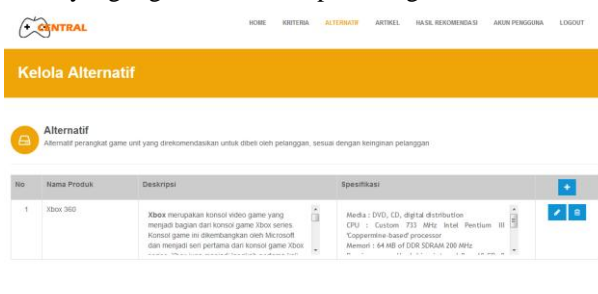 CENTRAL
HOME KRITERIA ALTERNATIF ARTIKEL HASIL REKOMENDASI AKUN PENGGUNA LOGOUT
Kelola Alternatif
Alternatif
Alternatif perangkat game unit yang direkomendasikan untuk dibeli oleh pelanggan, sesuai dengan keinginan pelanggan
No Nama Produk Deskripsi Spesifikasi
1 Xbox 360
Xbox merupakan konsol video game yang
menjadi bagian dari konsol game Xbox series.
Konsol game ini dikembangkan oleh Microsoft
dan menjadi seri pertama dari konsol game Xbox
Media : DVD, CD, digital distribution
CPU : Custom 733 MHz Intel Pentium III
'Coppermine-based' processor
Memori : 64 MB of DDR SDRAM 200 MHz